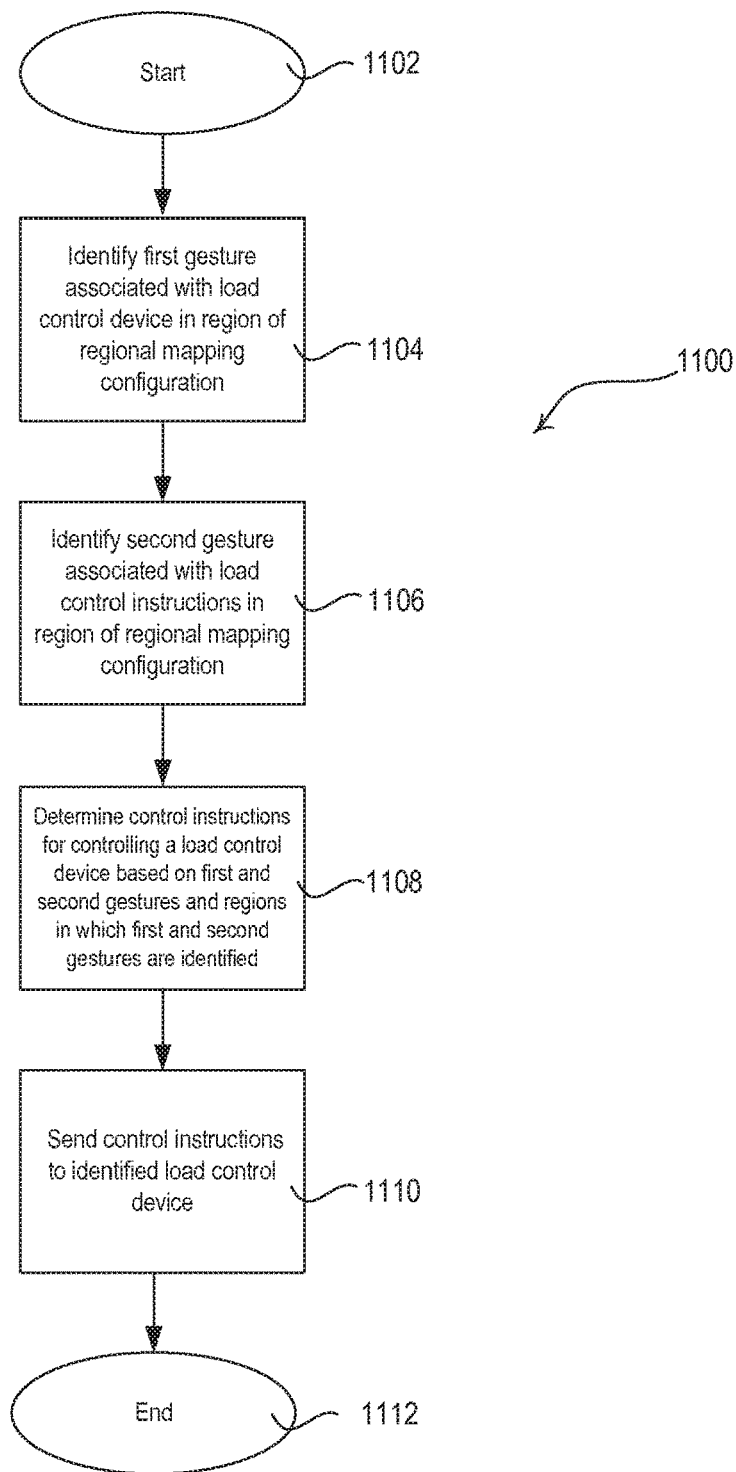 Start
1102
Identify first gesture
associated with load
control device in region of
regional mapping
configuration
1104
1100
Identify second gesture
associated with load
control instructions in
region of regional mapping
configuration
1106
Determine control instructions
for controlling a load control
device based on first and
second gestures and regions
in which first and second
gestures are identified
1108
Send control instructions
to identified load control
device
1110
End
1112